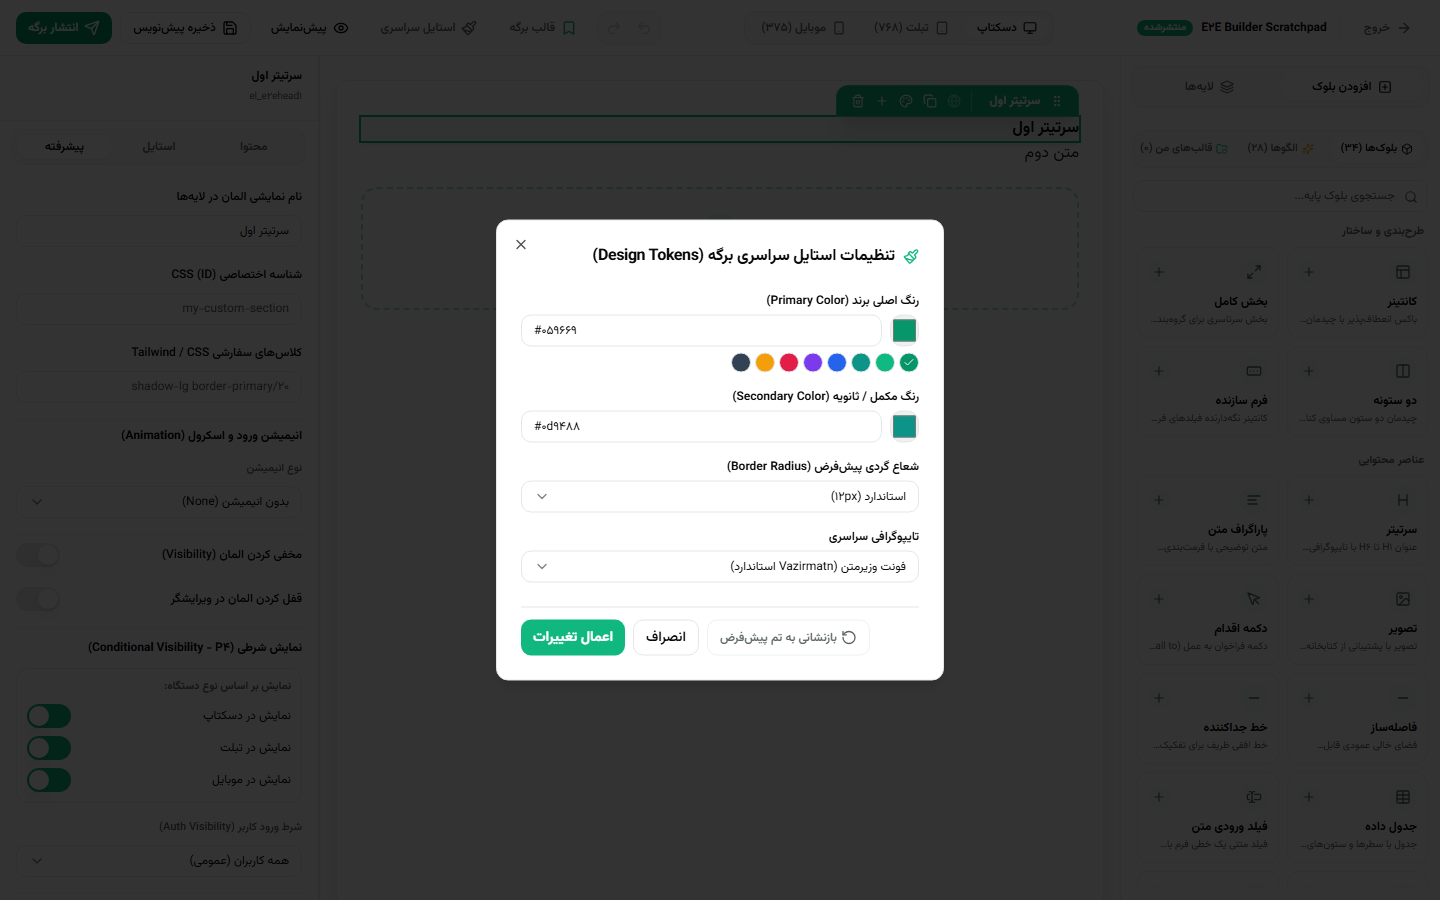 خروج
E2E Builder Scratchpad
منتشرشده
دسکتاپ
تبلت (۷۶۸)
موبایل (۳۷۵)
قالب برگه
استایل سراسری
پیش‌نمایش
ذخیره پیش‌نویس
انتشار برگه
افزودن بلوک
لایه‌ها
بلوک‌ها (۳۴)
الگوها (۲۸)
قالب‌های من (۰)
جستجوی بلوک پایه...
طرح‌بندی و ساختار
کانتینر
باکس انعطاف‌پذیر با چیدمان...
بخش کامل
بخش سرتاسری برای گروه‌بند...
دو ستونه
چیدمان دو ستون مساوی کنا...
فرم سازنده
کانتینر نگه‌دارنده فیلدهای فر...
عناصر محتوایی
سرتیتر
عنوان H1 تا H6 با تایپوگرافی...
پاراگراف متن
متن توضیحی با فرمت‌بندی...
تصویر
تصویر با پشتیبانی از کتابخانه...
دکمه اقدام
دکمه فراخوان به عمل (all to...
فاصله‌ساز
فضای خالی عمودی قابل...
خط جداکننده
خط افقی ظریف برای تفکیک...
جدول داده
جدول با سطرها و ستون‌های...
فیلد ورودی متن
فیلد متنی یک خطی فرم با...
سرتیتر اول
سرتیتر اول
متن دوم
تنظیمات استایل سراسری برگه (Design Tokens)
رنگ اصلی برند (Primary Color)
#۰۵۹۶۶۹
رنگ مکمل / ثانویه (Secondary Color)
#۰d۹۴۸۸
شعاع گردی پیش‌فرض (Border Radius)
استاندارد (۱۲px)
تایپوگرافی سراسری
فونت وزیرمتن (Vazirmatn استاندارد)
بازنشانی به تم پیش‌فرض
انصراف
اعمال تغییرات
سرتیتر اول
el_e2ehead1
محتوا
استایل
پیشرفته
نام نمایشی المان در لایه‌ها
سرتیتر اول
شناسه اختصاصی CSS (ID)
my-custom-section
کلاس‌های سفارشی Tailwind / CSS
shadow-lg border-primary/۲۰
انیمیشن ورود و اسکرول (Animation)
نوع انیمیشن
بدون انیمیشن (None)
مخفی کردن المان (Visibility)
قفل کردن المان در ویرایشگر
نمایش شرطی (Conditional Visibility - P۴)
نمایش بر اساس نوع دستگاه:
نمایش در دسکتاپ
نمایش در تبلت
نمایش در موبایل
شرط ورود کاربر (Auth Visibility)
همه کاربران (عمومی)